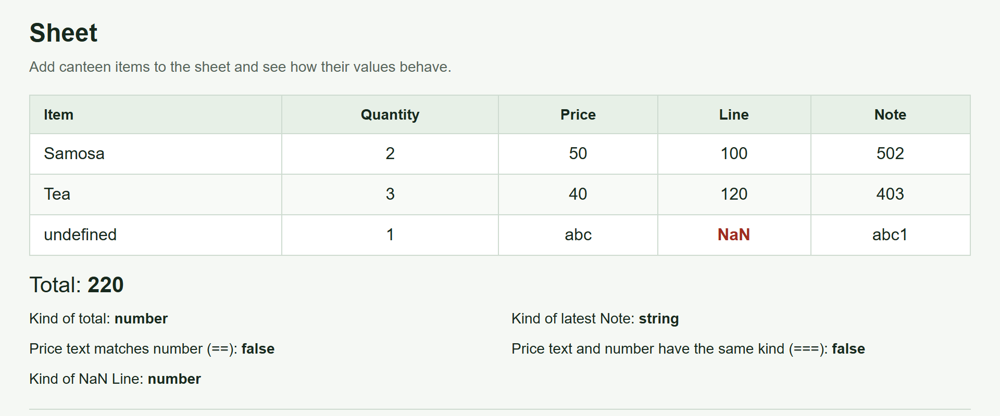 Sheet
Add canteen items to the sheet and see how their values behave.
Item Quantity Price Line Note
Samosa 2 50 100 502
Tea 3 40 120 403
undefined 1 abc NaN abc1
Total: 220
Kind of total: number Kind of latest Note: string
Price text matches number (==): false Price text and number have the same kind (===): false
Kind of NaN Line: number